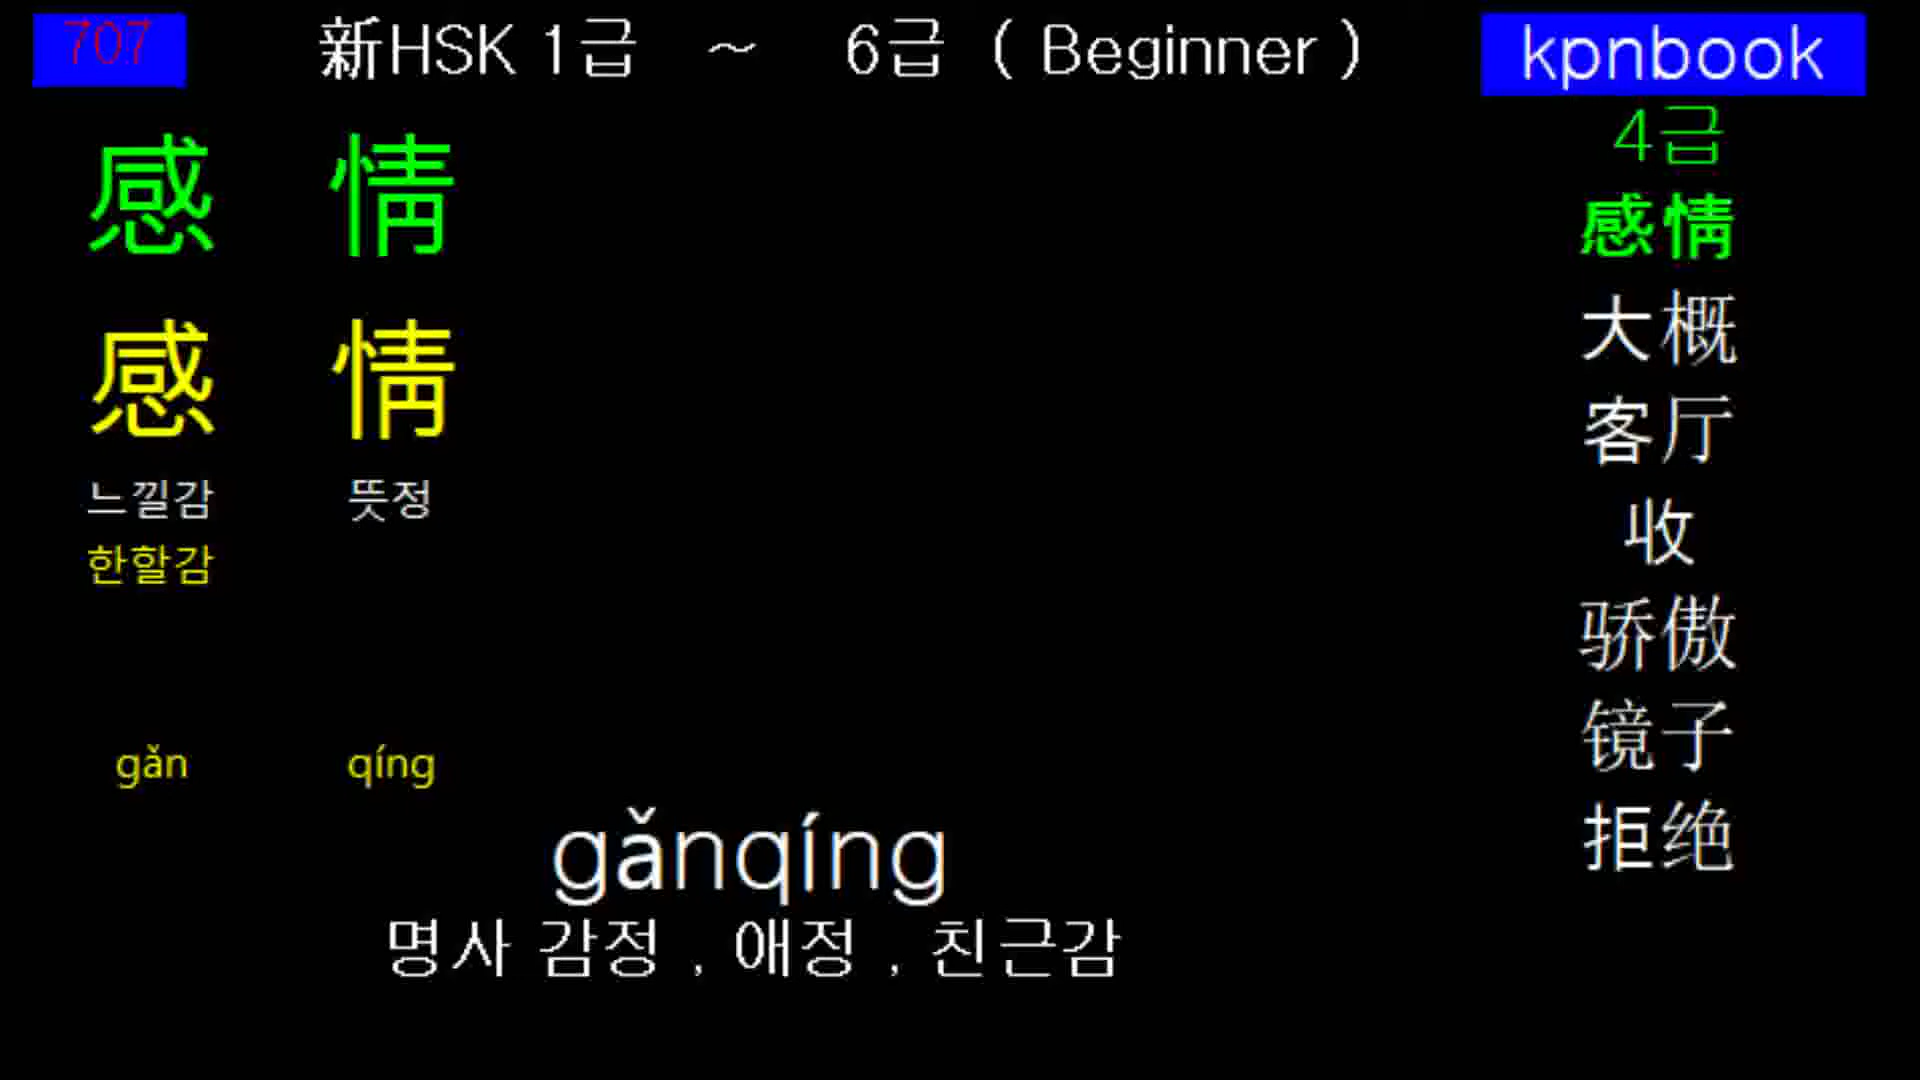 707
新HSK 1급 ~ 6급 ( Beginner )
kpnbook
感 情
感 情
느낄감 뜻정
한할감
gǎn qíng
gǎnqíng
명사 감정 , 애정 , 친근감
4급
感情
大概
客厅
收
骄傲
镜子
拒绝